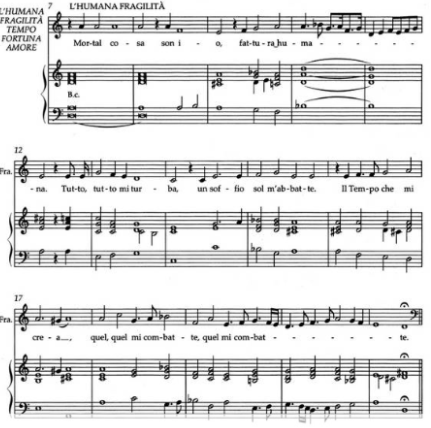 7 L'HUMANA FRAGILITÀ
L'HUMANA
FRAGILITÀ
TEMPO
FORTUNA
AMORE
Mor-tal co - sa son i - o, fat-tu-ra hu - ma - - - - - - - -
B.c.
12
Fra.
-na. Tut-to, tut-to mi tur - ba, un sof - fio sol m'ab-bat-te. Il Tem-po che mi
17
Fra.
cre - a...., quel, quel mi com-bat - te, quel mi com-bat - - - - - te.